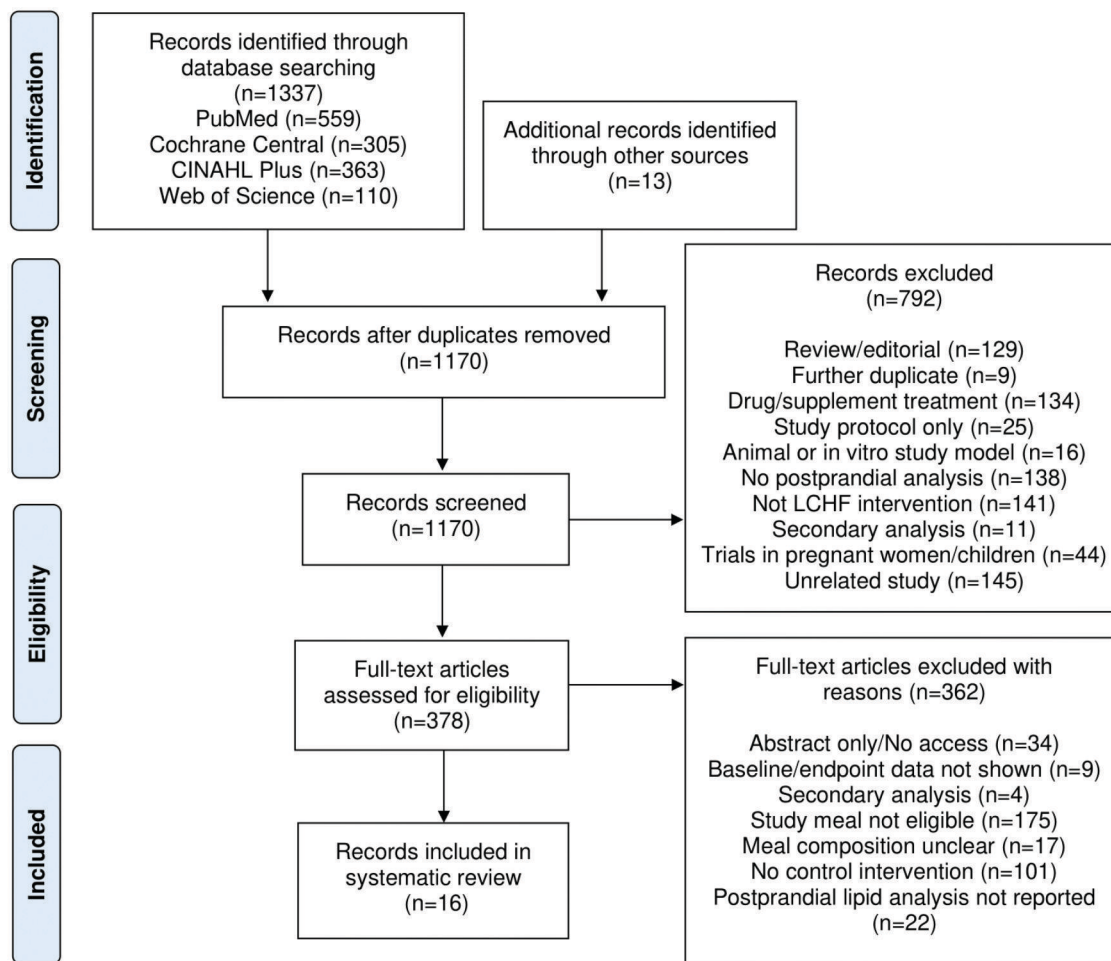 Identification
Records identified through
database searching
(n=1337)
PubMed (n=559)
Cochrane Central (n=305)
CINAHL Plus (n=363)
Web of Science (n=110)
Additional records identified
through other sources
(n=13)
Screening
Records after duplicates removed
(n=1170)
Records screened
(n=1170)
Records excluded
(n=792)
Review/editorial (n=129)
Further duplicate (n=9)
Drug/supplement treatment (n=134)
Study protocol only (n=25)
Animal or in vitro study model (n=16)
No postprandial analysis (n=138)
Not LCHF intervention (n=141)
Secondary analysis (n=11)
Trials in pregnant women/children (n=44)
Unrelated study (n=145)
Eligibility
Full-text articles
assessed for eligibility
(n=378)
Full-text articles excluded with
reasons (n=362)
Abstract only/No access (n=34)
Baseline/endpoint data not shown (n=9)
Secondary analysis (n=4)
Study meal not eligible (n=175)
Meal composition unclear (n=17)
No control intervention (n=101)
Postprandial lipid analysis not reported
(n=22)
Included
Records included in
systematic review
(n=16)